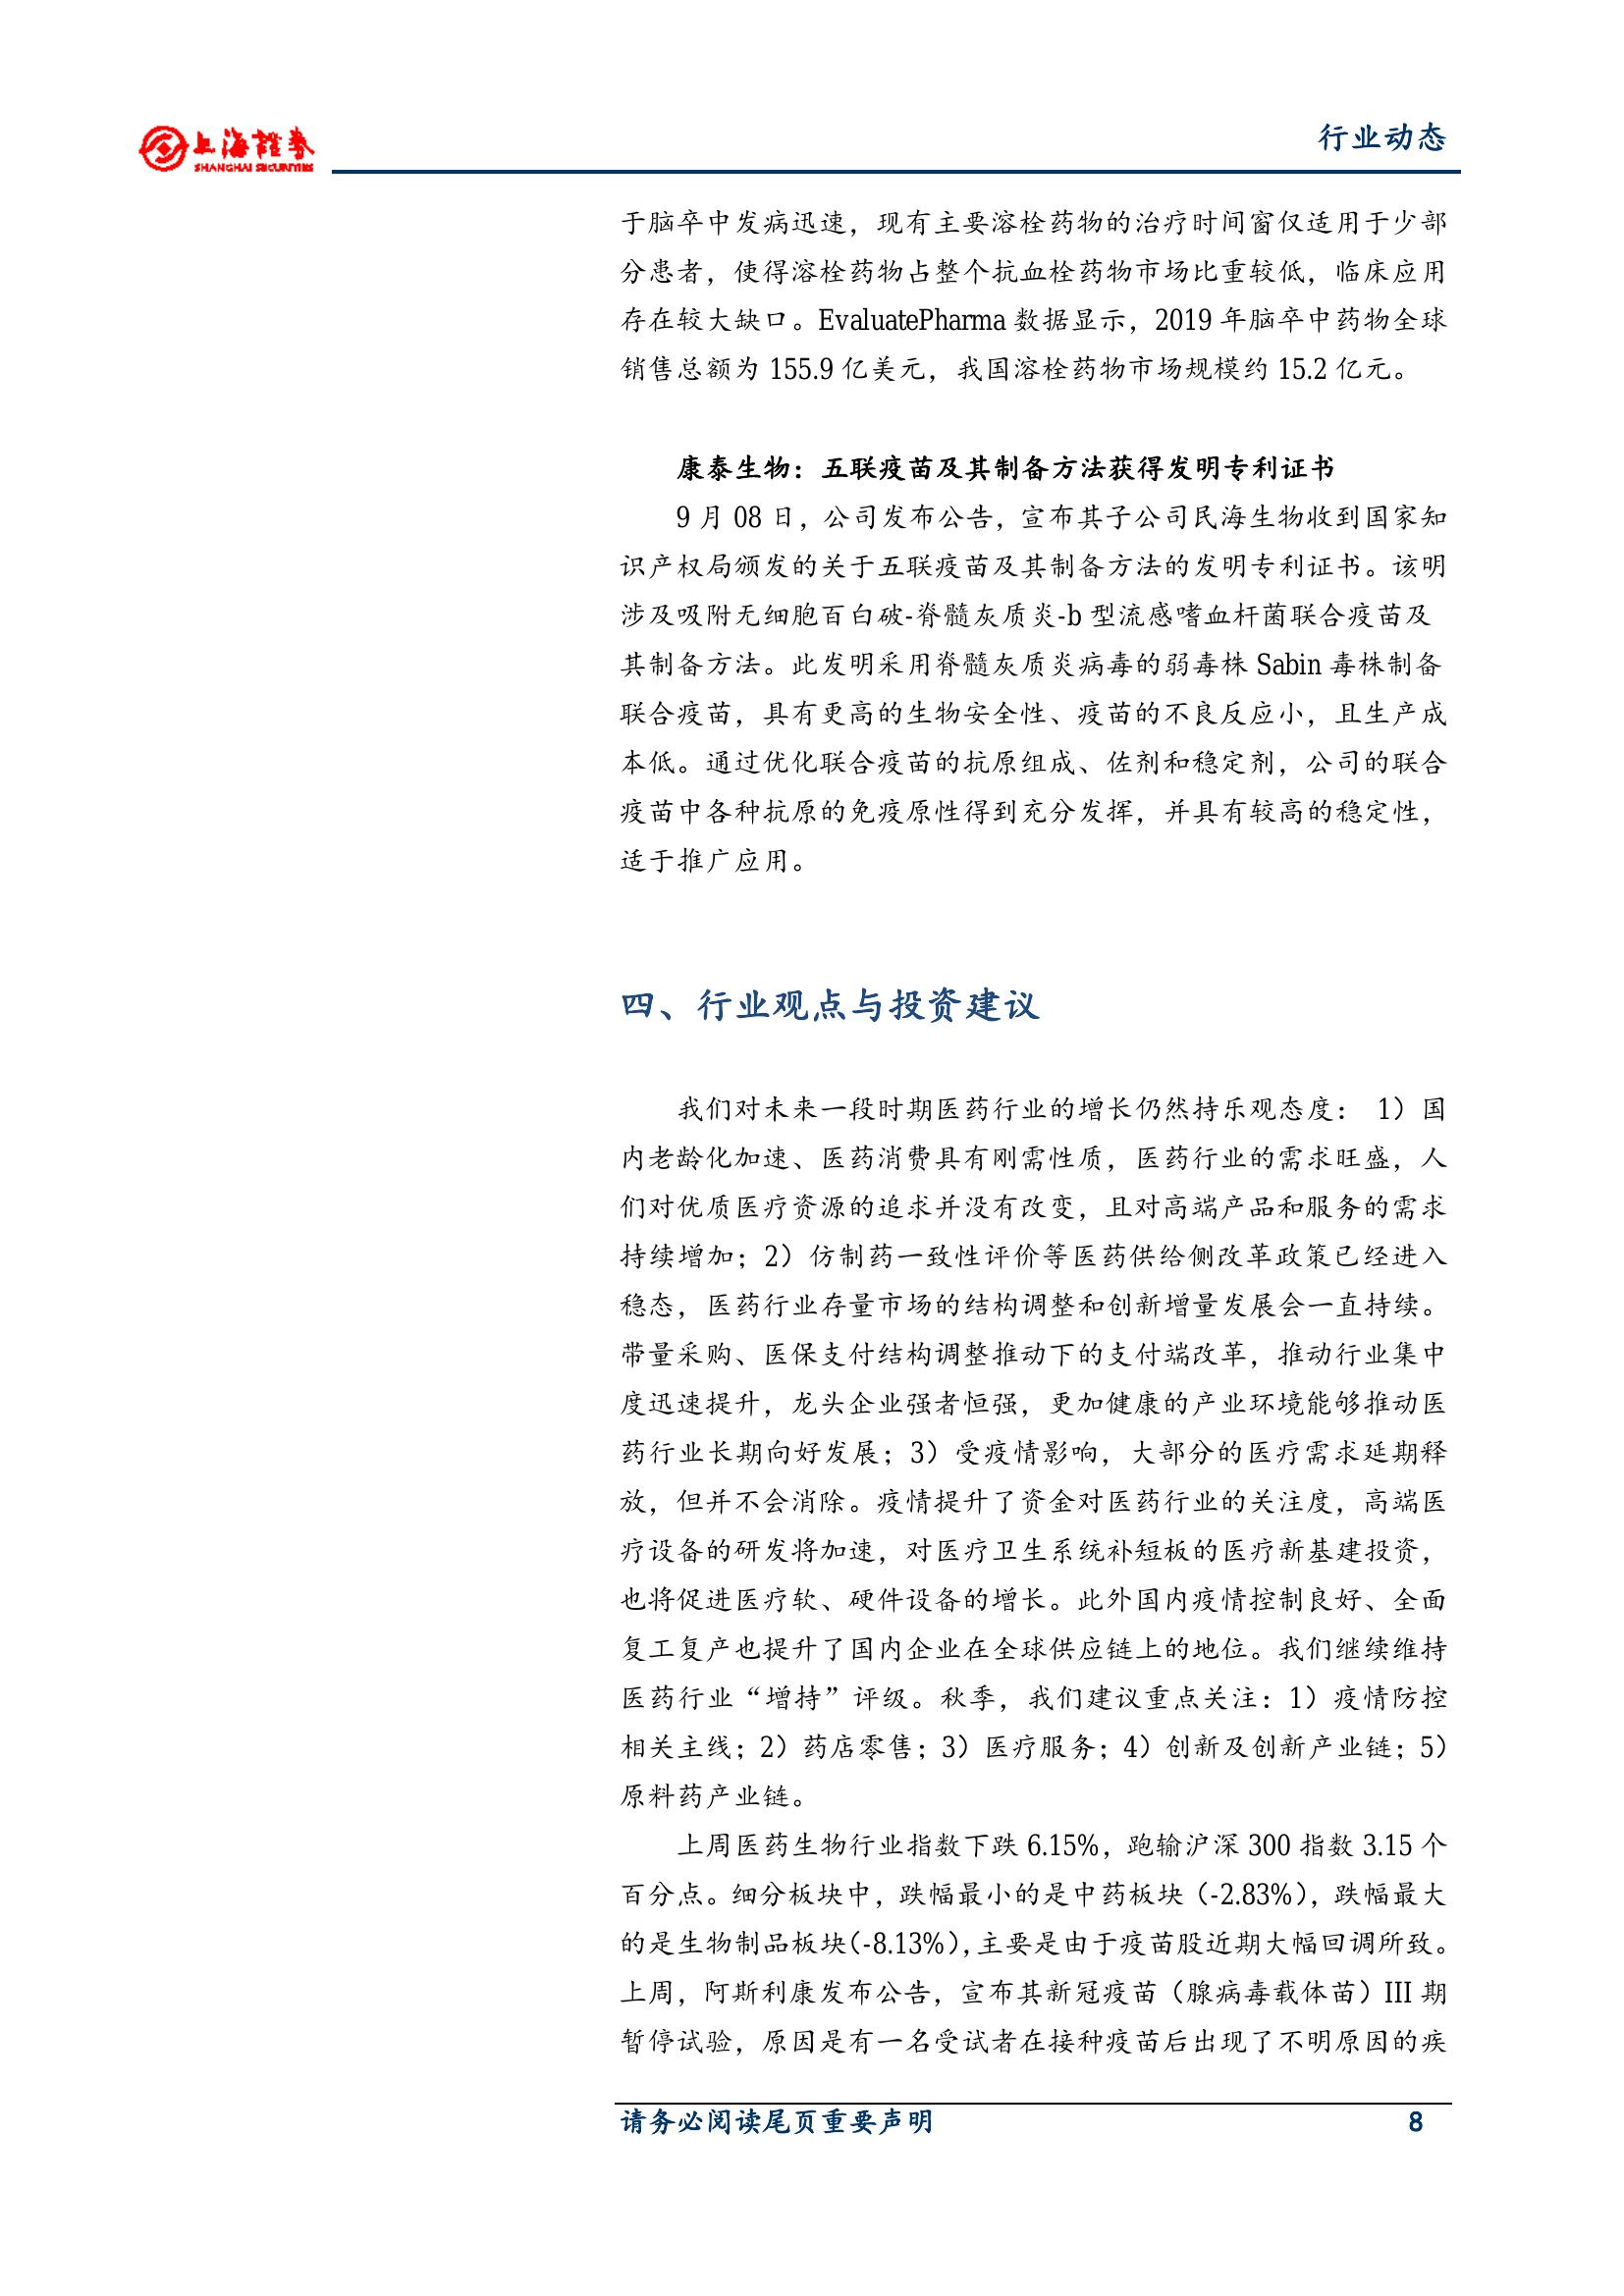 上海證券
SHANGHAI SECURITIES
行业动态
于脑卒中发病迅速，现有主要溶栓药物的治疗时间窗仅适用于少部
分患者，使得溶栓药物占整个抗血栓药物市场比重较低，临床应用
存在较大缺口。EvaluatePharma 数据显示，2019 年脑卒中药物全球
销售总额为 155.9 亿美元，我国溶栓药物市场规模约 15.2 亿元。
康泰生物：五联疫苗及其制备方法获得发明专利证书
9 月 08 日，公司发布公告，宣布其子公司民海生物收到国家知
识产权局颁发的关于五联疫苗及其制备方法的发明专利证书。该明
涉及吸附无细胞百白破-脊髓灰质炎-b 型流感嗜血杆菌联合疫苗及
其制备方法。此发明采用脊髓灰质炎病毒的弱毒株 Sabin 毒株制备
联合疫苗，具有更高的生物安全性、疫苗的不良反应小，且生产成
本低。通过优化联合疫苗的抗原组成、佐剂和稳定剂，公司的联合
疫苗中各种抗原的免疫原性得到充分发挥，并具有较高的稳定性，
适于推广应用。
四、行业观点与投资建议
我们对未来一段时期医药行业的增长仍然持乐观态度： 1）国
内老龄化加速、医药消费具有刚需性质，医药行业的需求旺盛，人
们对优质医疗资源的追求并没有改变，且对高端产品和服务的需求
持续增加；2）仿制药一致性评价等医药供给侧改革政策已经进入
稳态，医药行业存量市场的结构调整和创新增量发展会一直持续。
带量采购、医保支付结构调整推动下的支付端改革，推动行业集中
度迅速提升，龙头企业强者恒强，更加健康的产业环境能够推动医
药行业长期向好发展；3）受疫情影响，大部分的医疗需求延期释
放，但并不会消除。疫情提升了资金对医药行业的关注度，高端医
疗设备的研发将加速，对医疗卫生系统补短板的医疗新基建投资，
也将促进医疗软、硬件设备的增长。此外国内疫情控制良好、全面
复工复产也提升了国内企业在全球供应链上的地位。我们继续维持
医药行业“增持”评级。秋季，我们建议重点关注：1）疫情防控
相关主线；2）药店零售；3）医疗服务；4）创新及创新产业链；5）
原料药产业链。
上周医药生物行业指数下跌 6.15%，跑输沪深 300 指数 3.15 个
百分点。细分板块中，跌幅最小的是中药板块（-2.83%），跌幅最大
的是生物制品板块（-8.13%），主要是由于疫苗股近期大幅回调所致。
上周，阿斯利康发布公告，宣布其新冠疫苗（腺病毒载体苗）III 期
暂停试验，原因是有一名受试者在接种疫苗后出现了不明原因的疾
请务必阅读尾页重要声明 8